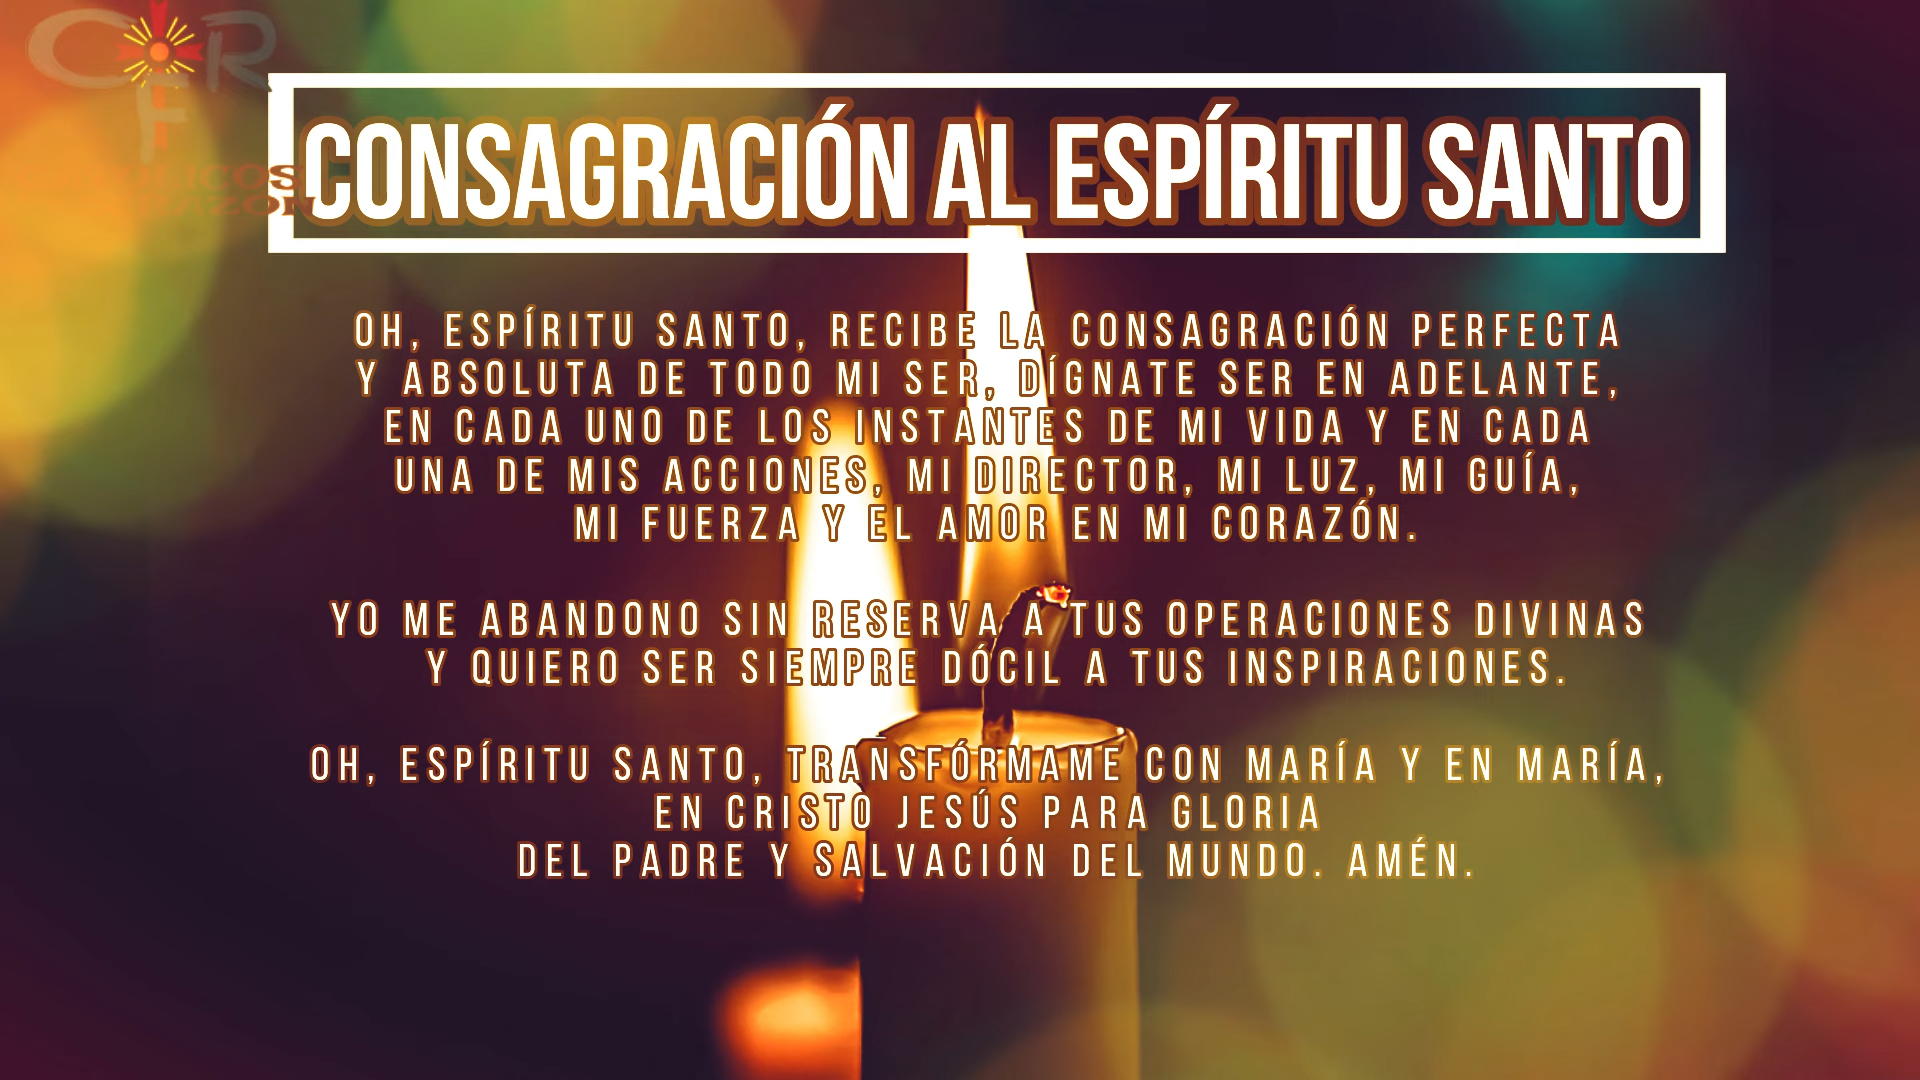 CRF
CONSAGRACIÓN AL ESPÍRITU SANTO
OH, ESPÍRITU SANTO, RECIBE LA CONSAGRACIÓN PERFECTA
Y ABSOLUTA DE TODO MI SER, DÍGNATE SER EN ADELANTE,
EN CADA UNO DE LOS INSTANTES DE MI VIDA Y EN CADA
UNA DE MIS ACCIONES, MI DIRECTOR, MI LUZ, MI GUÍA,
MI FUERZA Y EL AMOR EN MI CORAZÓN.
YO ME ABANDONO SIN RESERVA A TUS OPERACIONES DIVINAS
Y QUIERO SER SIEMPRE DÓCIL A TUS INSPIRACIONES.
OH, ESPÍRITU SANTO, TRANSFÓRMAME CON MARÍA Y EN MARÍA,
EN CRISTO JESÚS PARA GLORIA
DEL PADRE Y SALVACIÓN DEL MUNDO. AMÉN.